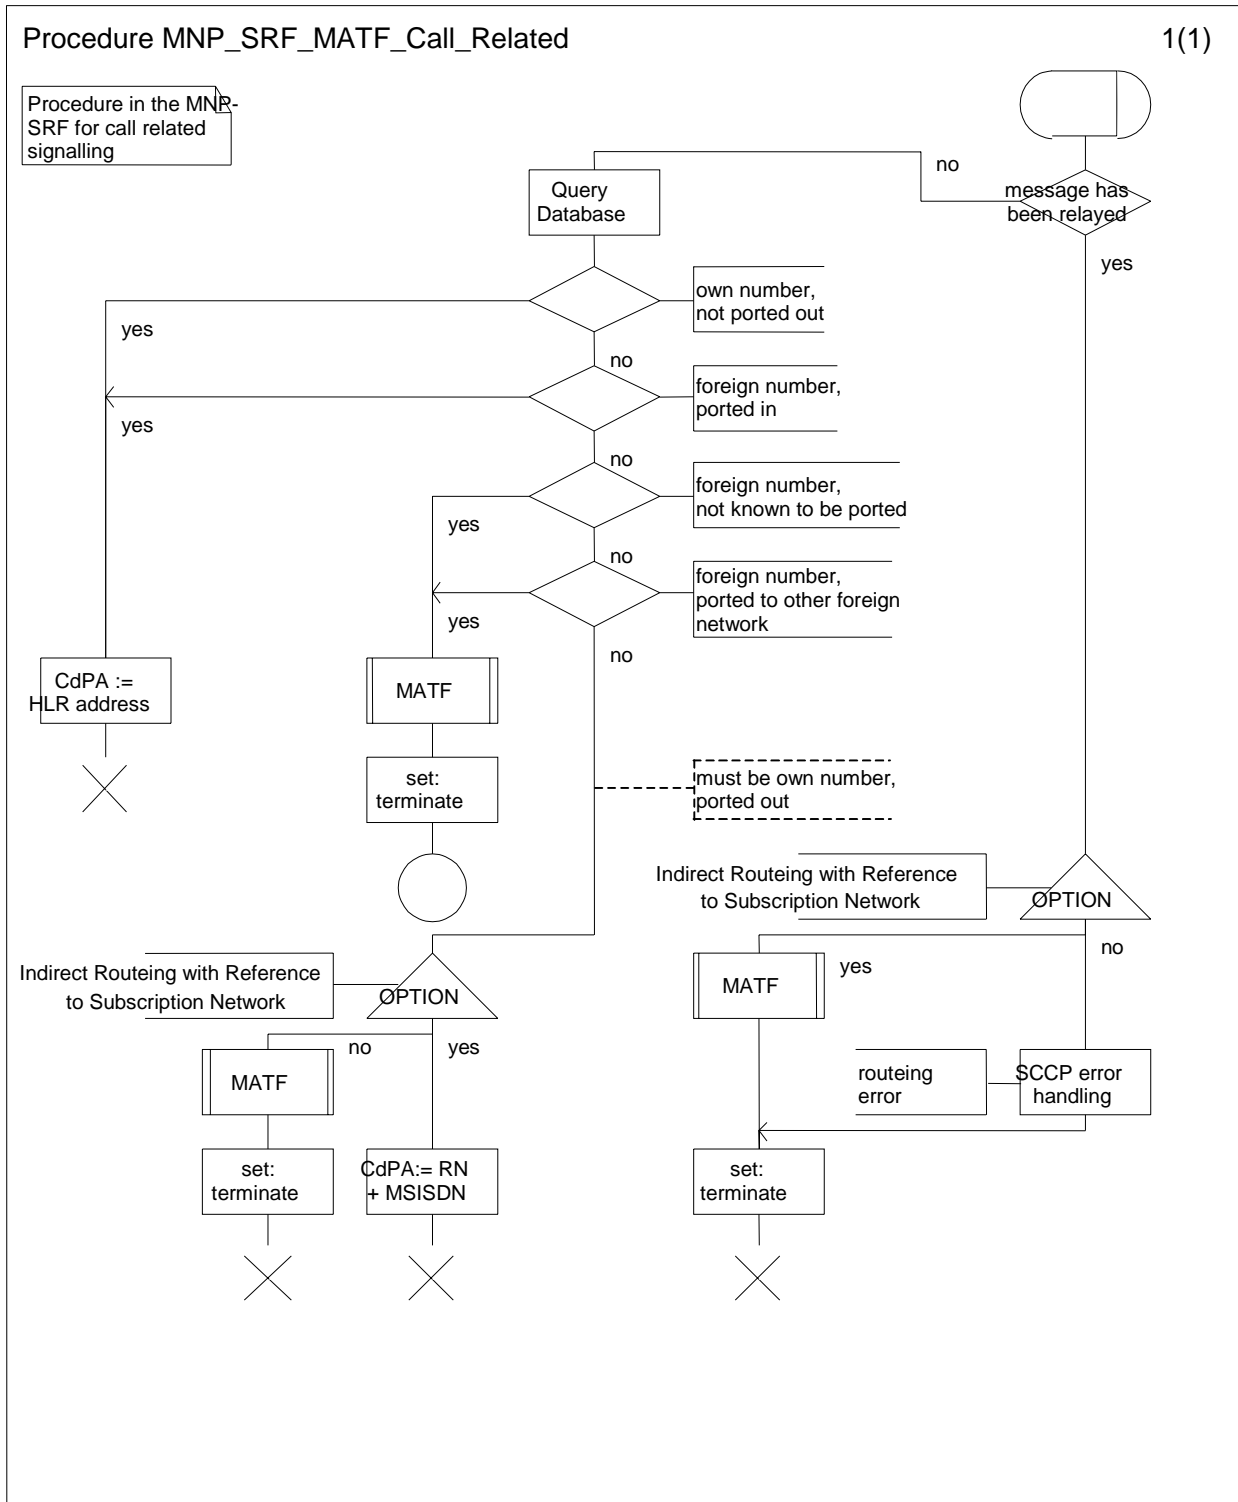 Procedure MNP_SRF_MATF_Call_Related
1(1)
Procedure in the MNP-
SRF for call related
signalling
no
message has
been relayed
yes
Query
Database
own number,
not ported out
yes
no
foreign number,
ported in
yes
no
foreign number,
not known to be ported
yes
no
foreign number,
ported to other foreign
network
yes
no
CdPA :=
HLR address
MATF
set:
terminate
must be own number,
ported out
Indirect Routeing with Reference
to Subscription Network
OPTION
no
yes
MATF
Indirect Routeing with Reference
to Subscription Network
OPTION
no
yes
MATF
routeing
error
SCCP error
handling
set:
terminate
CdPA:= RN
+ MSISDN
set:
terminate